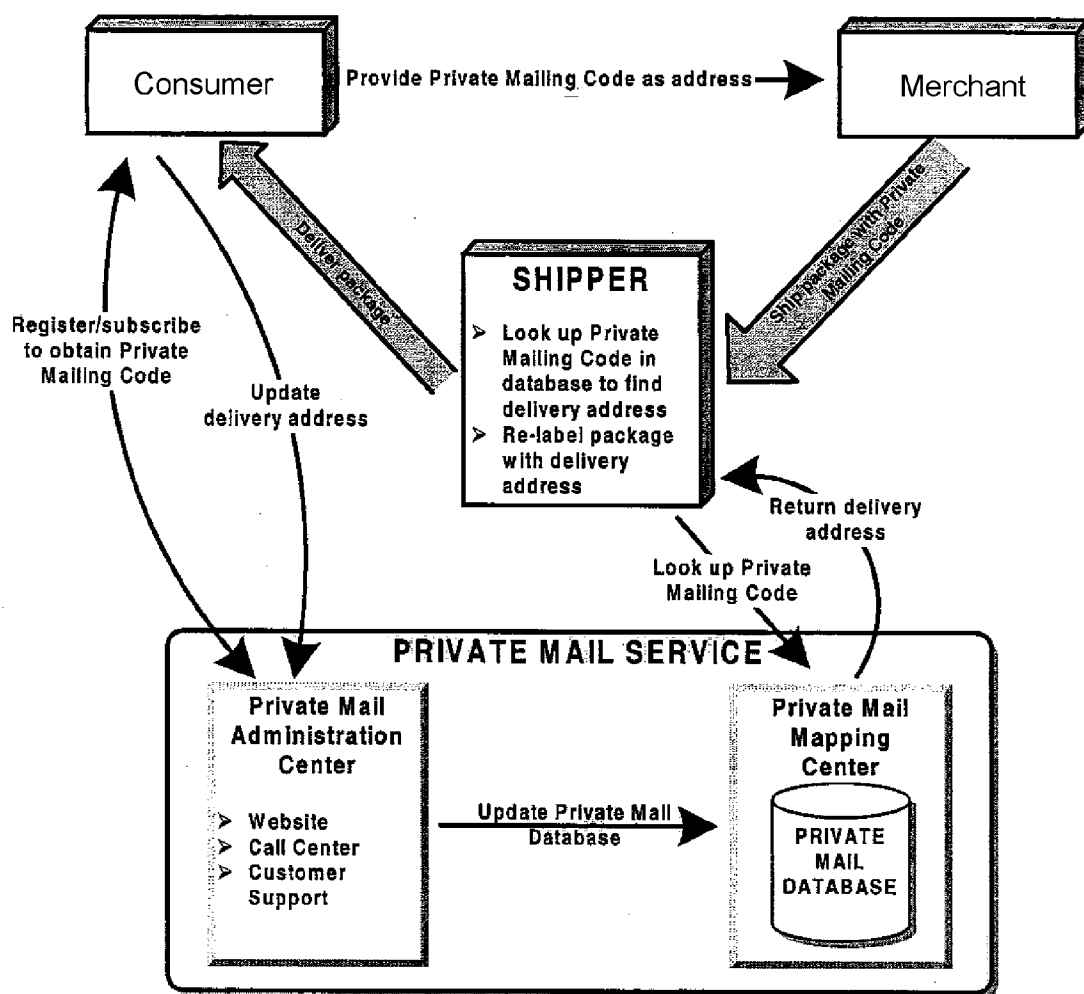 Consumer
Provide Private Mailing Code as address
Merchant
Deliver package
Ship package with Private
Mailing Code
SHIPPER
➢ Look up Private
Mailing Code in
database to find
delivery address
➢ Re-label package
with delivery
address
Register/subscribe
to obtain Private
Mailing Code
Update
delivery address
Return delivery
address
Look up Private
Mailing Code
PRIVATE MAIL SERVICE
Private Mail
Administration
Center
➢ Website
➢ Call Center
➢ Customer
Support
Update Private Mail
Database
Private Mail
Mapping
Center
PRIVATE
MAIL
DATABASE